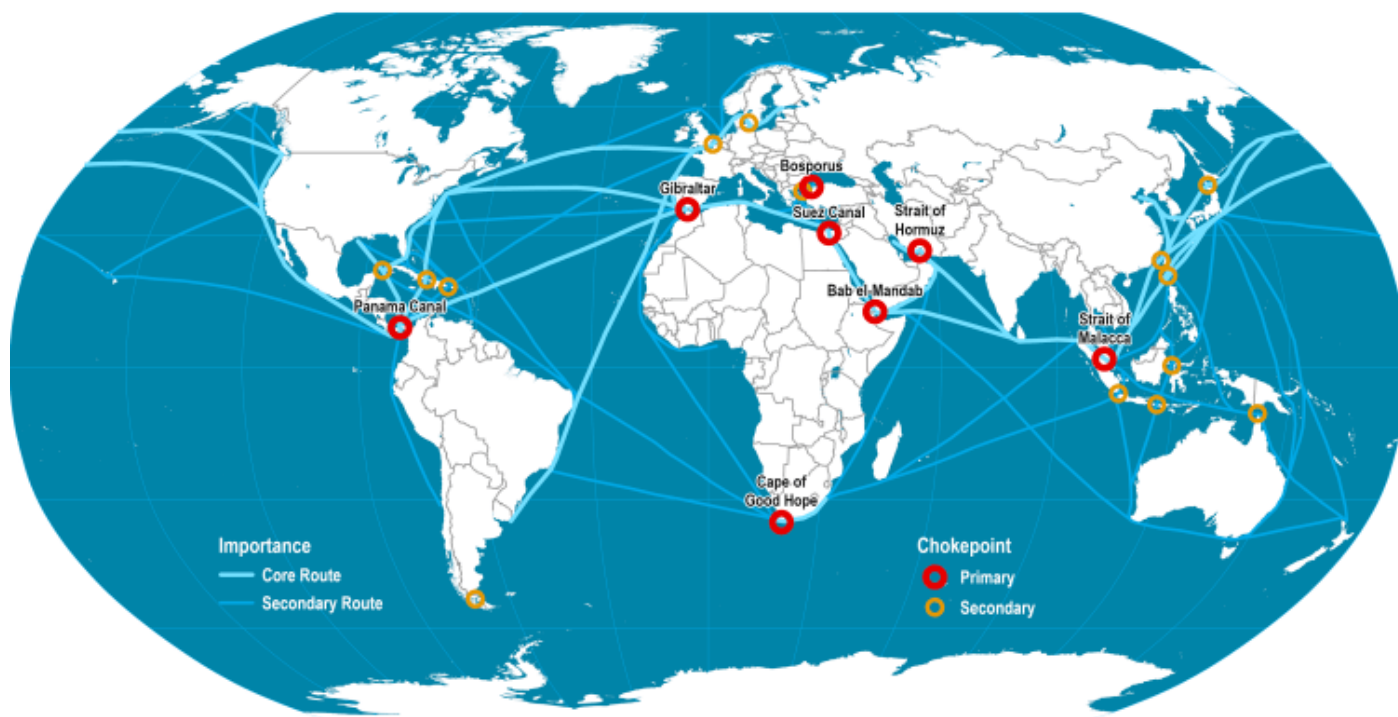 Bosporus
Gibraltar
Suez Canal
Strait of
Hormuz
Bab el Mandab
Panama Canal
Strait of
Malacca
Cape of
Good Hope
Importance
Core Route
Secondary Route
Chokepoint
Primary
Secondary